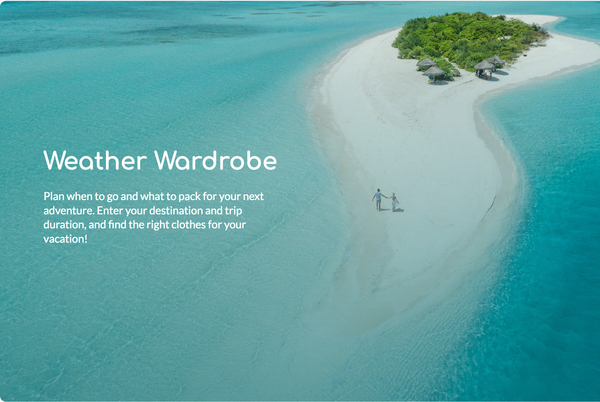 Weather Wardrobe
Plan when to go and what to pack for your next
adventure. Enter your destination and trip
duration, and find the right clothes for your
vacation!